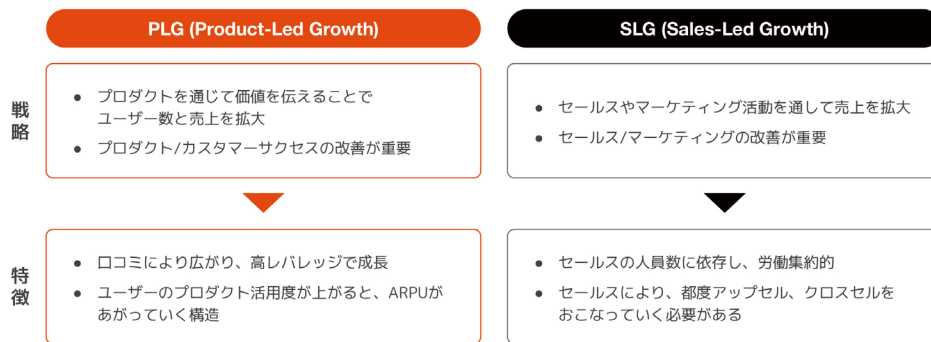 PLG (Product-Led Growth)
SLG (Sales-Led Growth)
戦略
● プロダクトを通じて価値を伝えることで
ユーザー数と売上を拡大
● プロダクト/カスタマーサクセスの改善が重要
● セールスやマーケティング活動を通して売上を拡大
● セールス/マーケティングの改善が重要
特徴
● 口コミにより広がり、高レバレッジで成長
● ユーザーのプロダクト活用度が上がると、ARPUが
あがっていく構造
● セールスの人員数に依存し、労働集約的
● セールスにより、都度アップセル、クロスセルを
おこなっていく必要がある